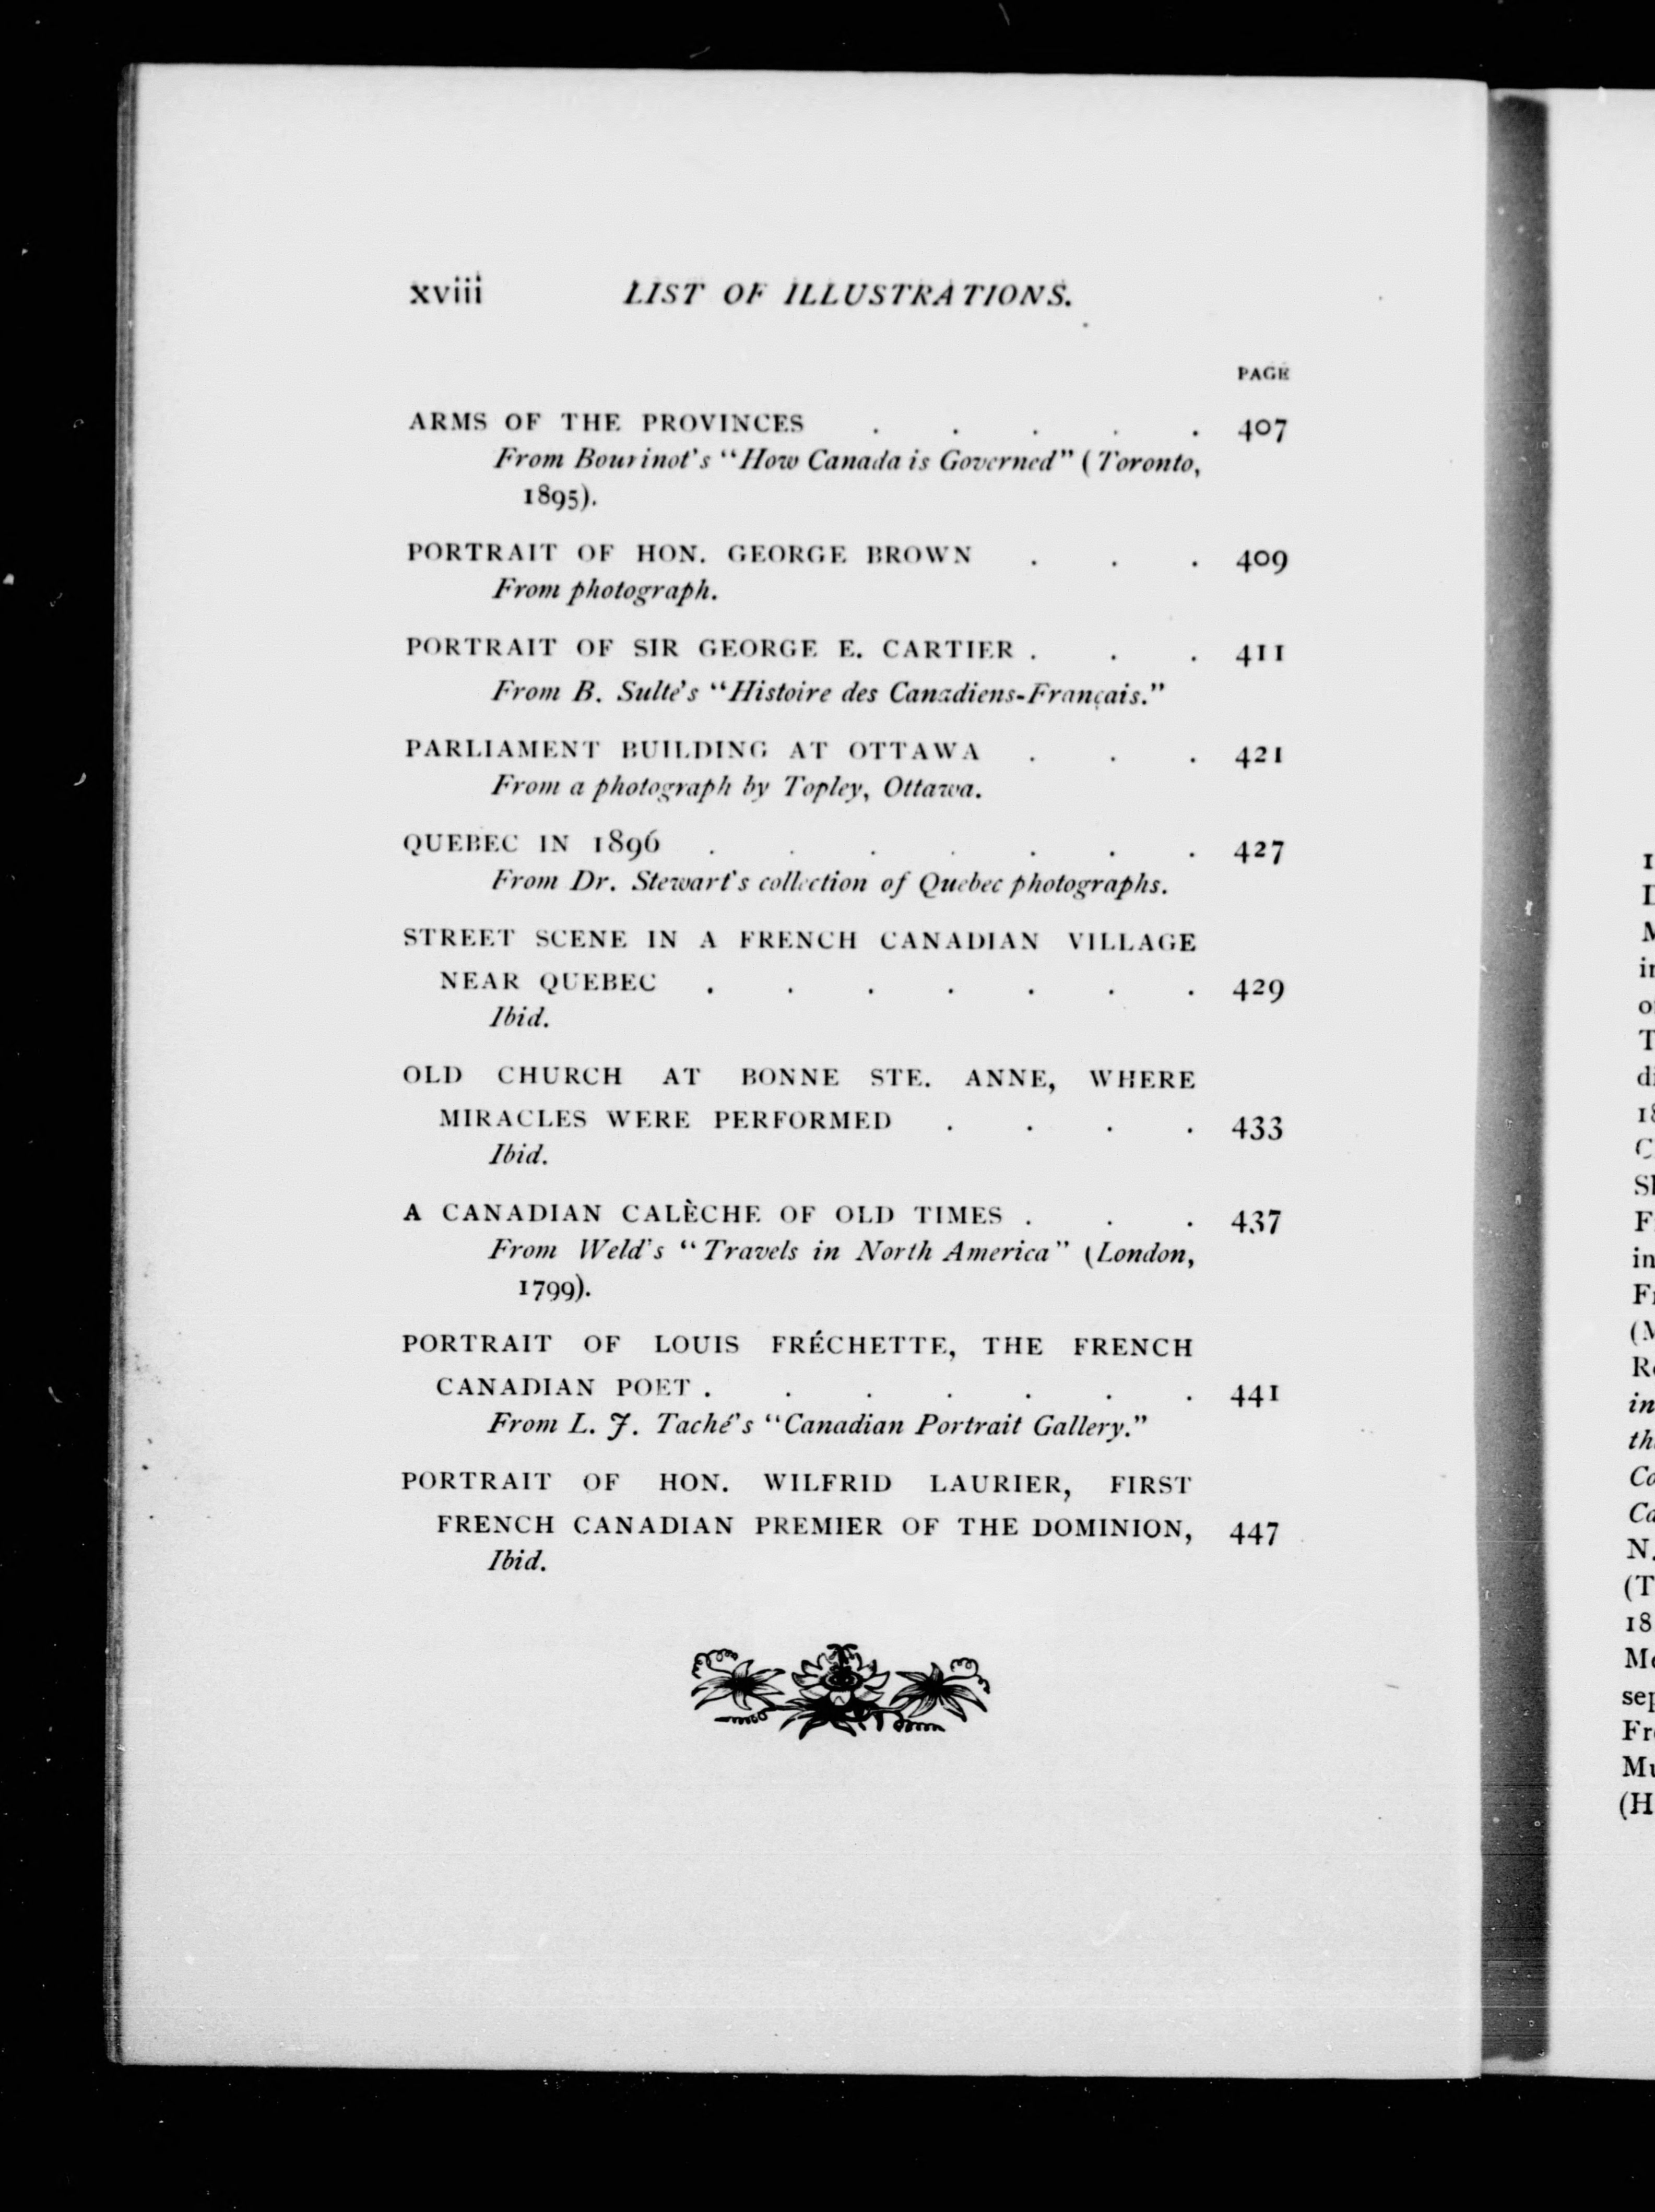 xviii LIST OF ILLUSTRATIONS.
PAGE
ARMS OF THE PROVINCES . . . . . 407
From Bourinot's "How Canada is Governed" (Toronto,
1895).
PORTRAIT OF HON. GEORGE BROWN . . . 409
From photograph.
PORTRAIT OF SIR GEORGE E. CARTIER . . . 411
From B. Sulte's "Histoire des Canadiens-Français."
PARLIAMENT BUILDING AT OTTAWA . . . 421
From a photograph by Topley, Ottawa.
QUEBEC IN 1896 . . . . . . . 427
From Dr. Stewart's collection of Quebec photographs.
STREET SCENE IN A FRENCH CANADIAN VILLAGE
NEAR QUEBEC . . . . . . . 429
Ibid.
OLD CHURCH AT BONNE STE. ANNE, WHERE
MIRACLES WERE PERFORMED . . . . 433
Ibid.
A CANADIAN CALÈCHE OF OLD TIMES . . . 437
From Weld's "Travels in North America" (London,
1799).
PORTRAIT OF LOUIS FRÉCHETTE, THE FRENCH
CANADIAN POET . . . . . . . 441
From L. J. Taché's "Canadian Portrait Gallery."
PORTRAIT OF HON. WILFRID LAURIER, FIRST
FRENCH CANADIAN PREMIER OF THE DOMINION, 447
Ibid.